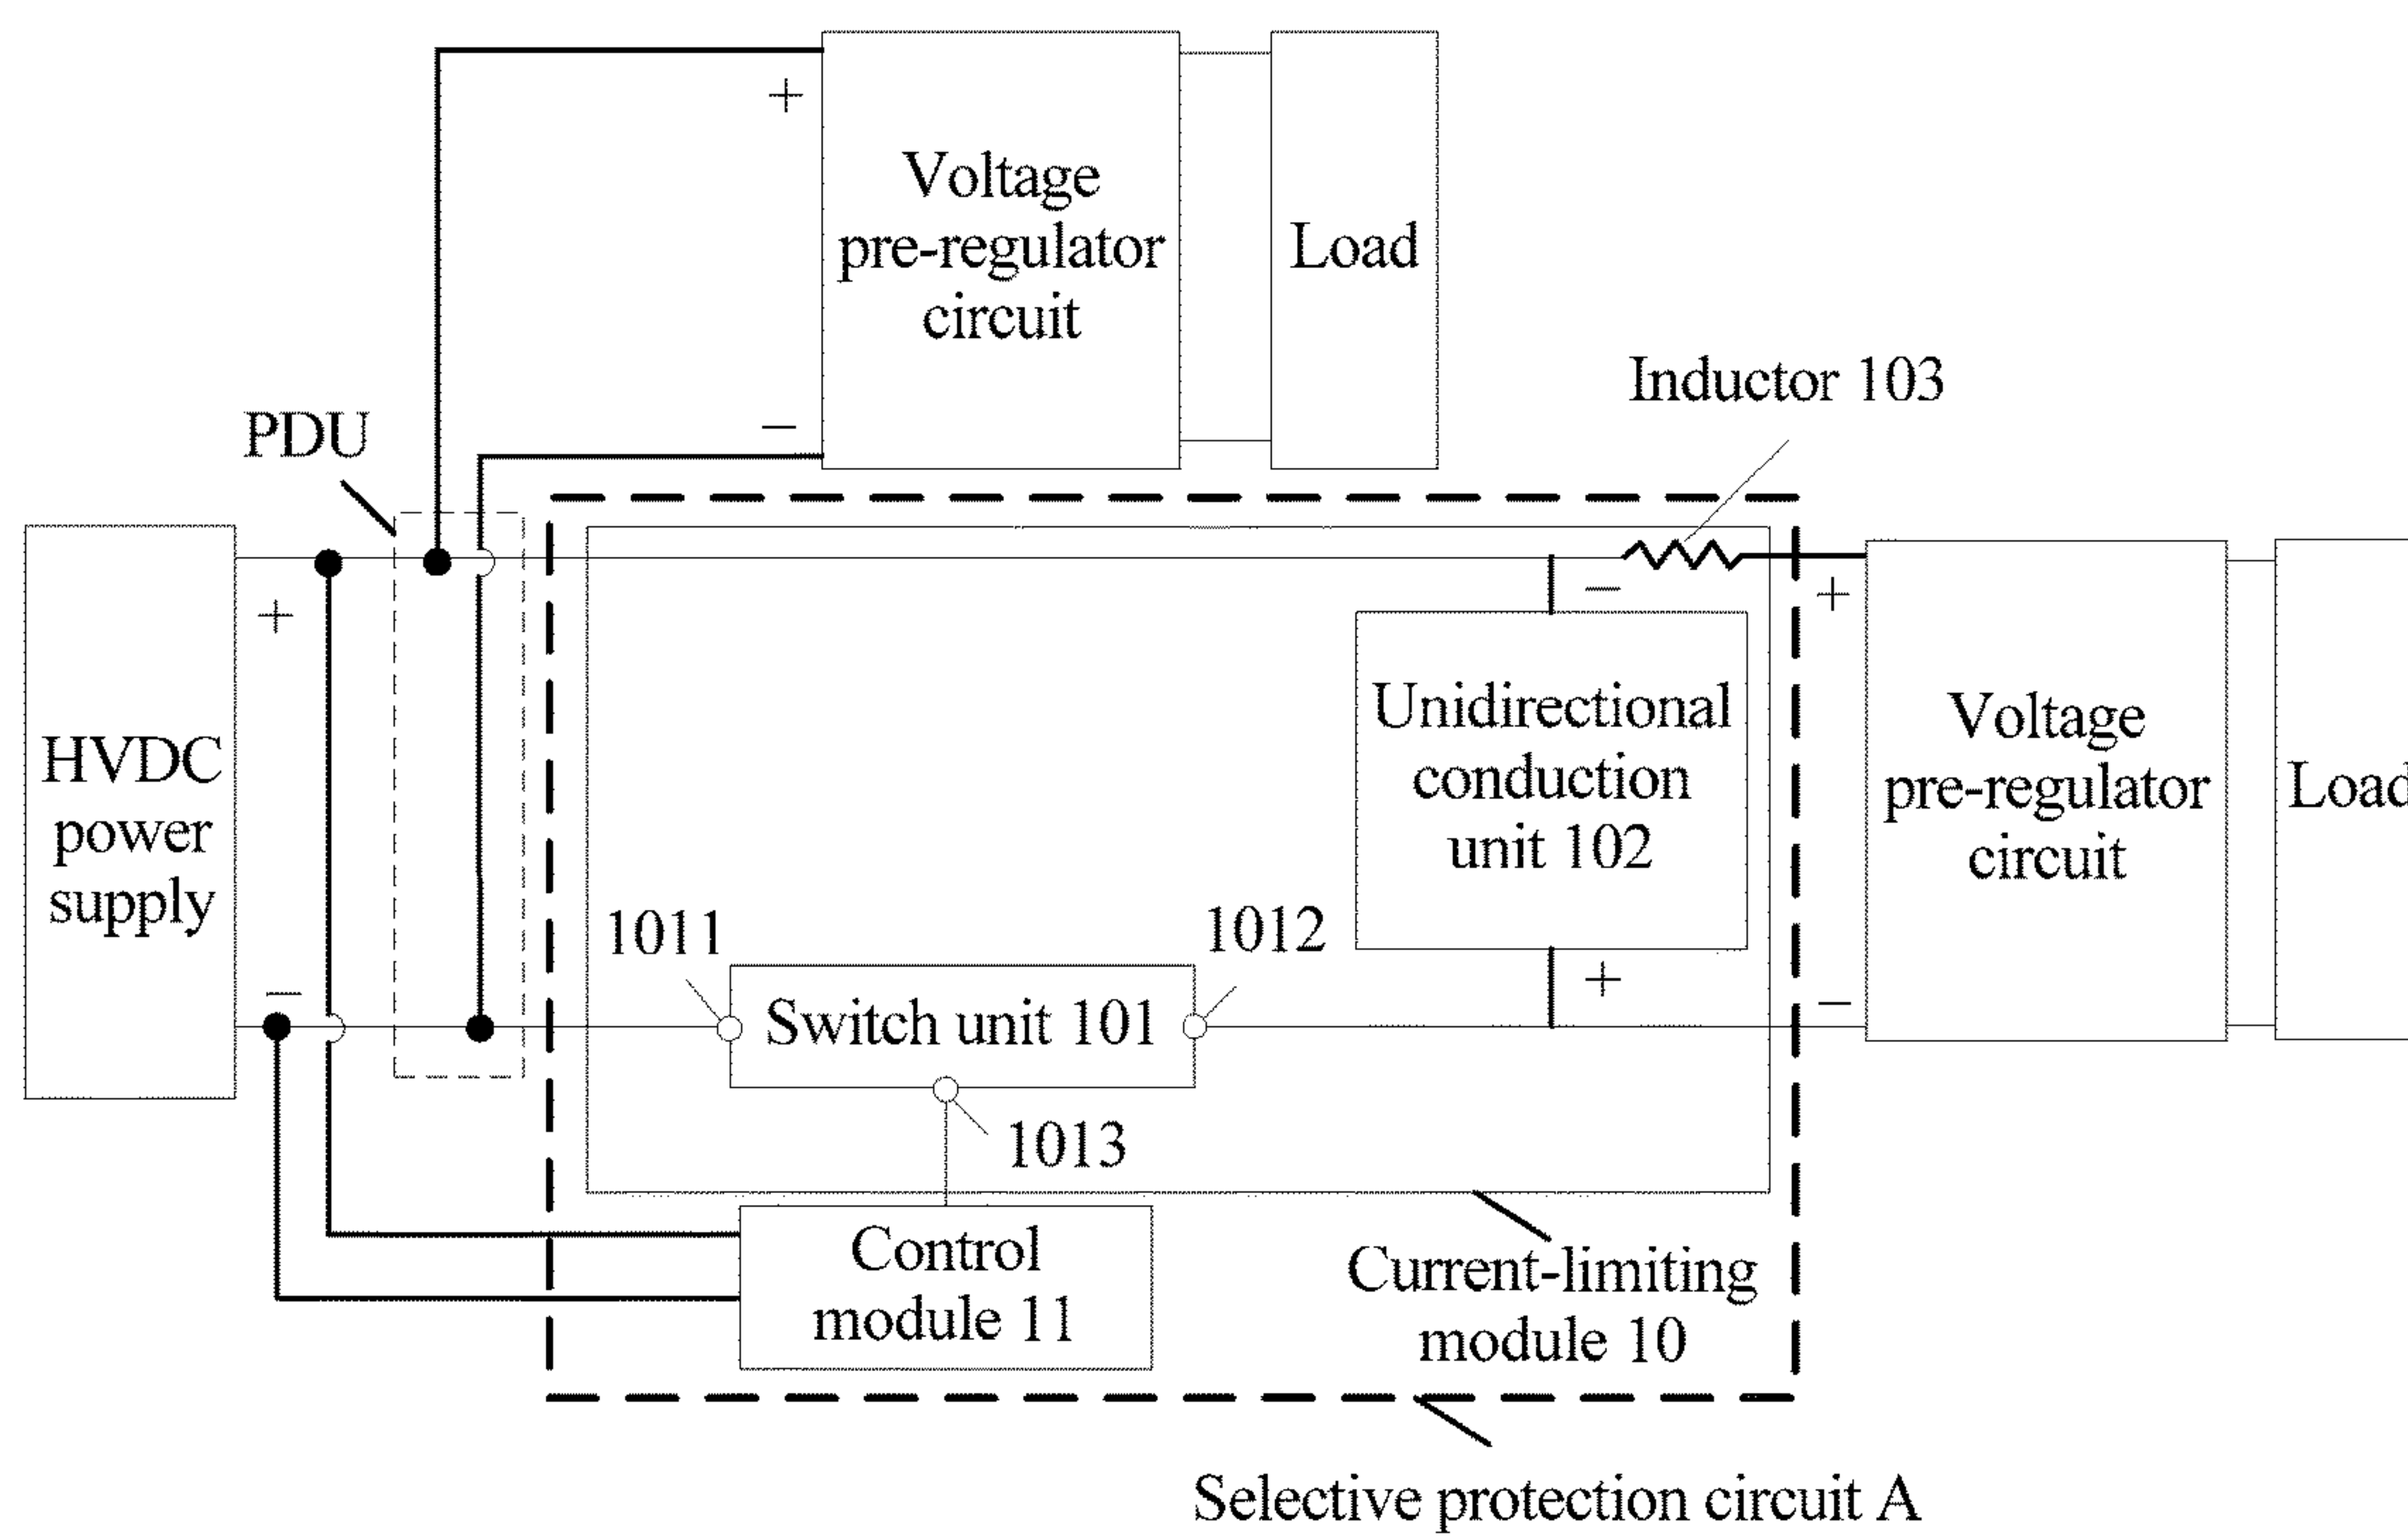 +
Voltage
pre-regulator
circuit
Load
−
Inductor 103
PDU
HVDC
power
supply
+
−
−
+
Unidirectional
conduction
unit 102
+
−
Voltage
pre-regulator
circuit
Load
1011
1012
Switch unit 101
1013
Control
module 11
Current-limiting
module 10
Selective protection circuit A